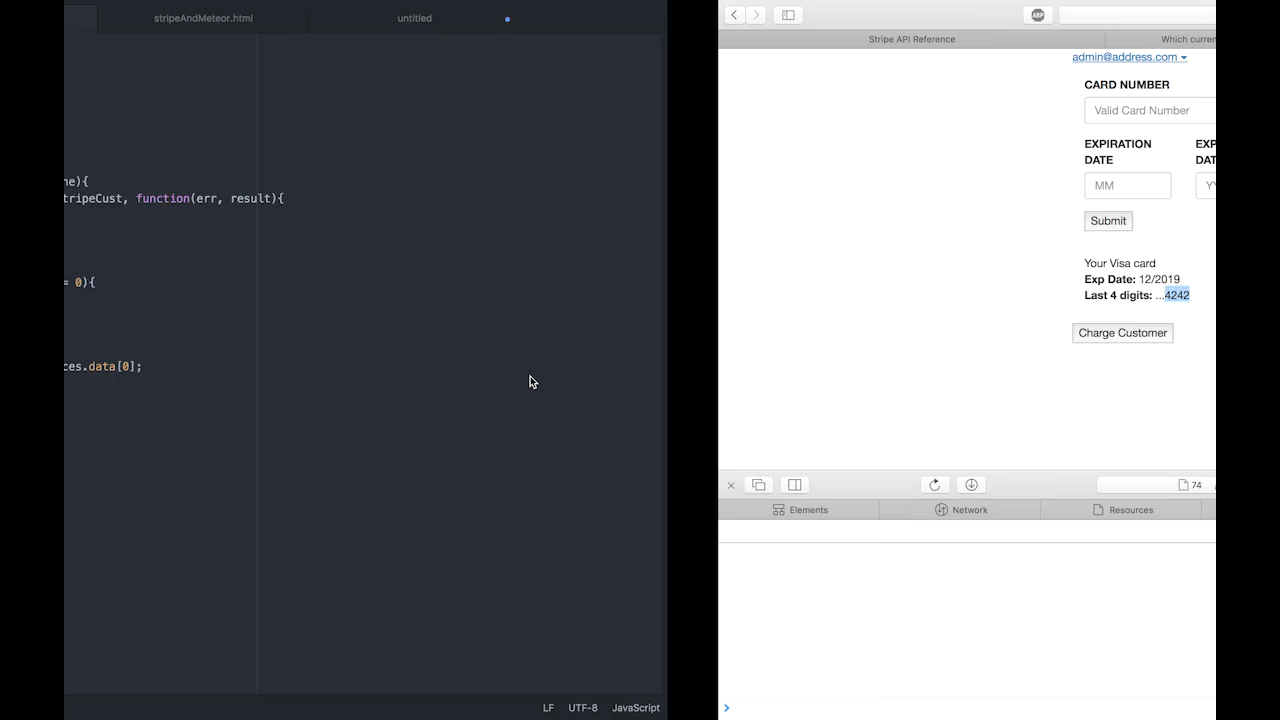 stripeAndMeteor.html
untitled
ne){
tripeCust, function(err, result){
= 0){
ces.data[0];
LF UTF-8 JavaScript
ABP
Stripe API Reference
Which curren
admin@address.com
CARD NUMBER
Valid Card Number
EXPIRATION DATE
EXP
DAT
MM
YY
Submit
Your Visa card
Exp Date: 12/2019
Last 4 digits: ...4242
Charge Customer
74
Elements
Network
Resources